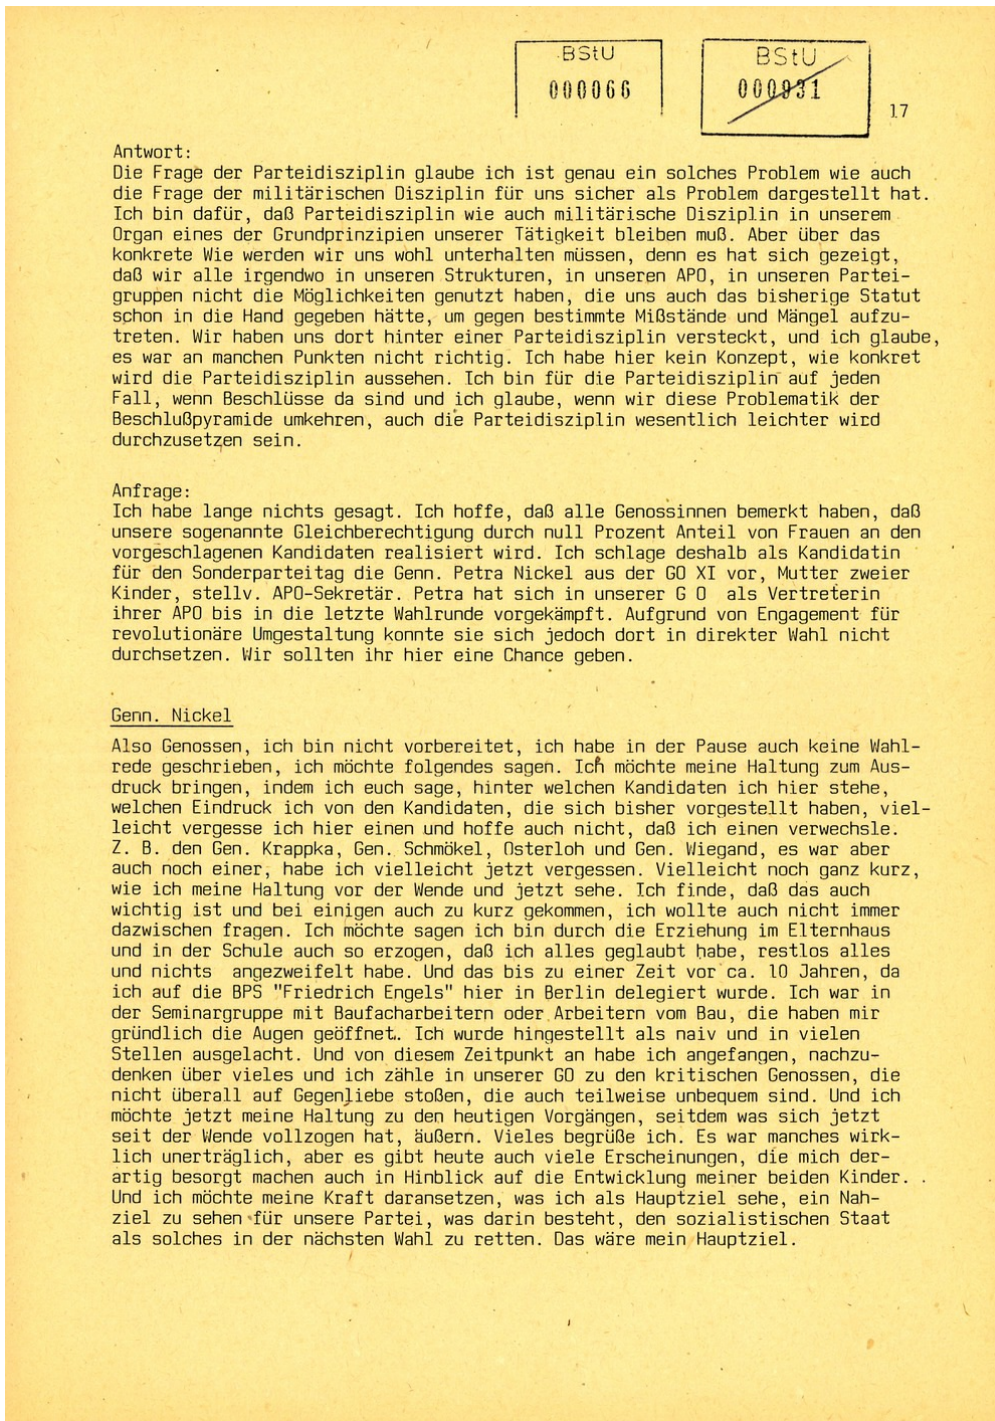 BStU
000066
BStU
000931
17
Antwort:
Die Frage der Parteidisziplin glaube ich ist genau ein solches Problem wie auch
die Frage der militärischen Disziplin für uns sicher als Problem dargestellt hat.
Ich bin dafür, daß Parteidisziplin wie auch militärische Disziplin in unserem
Organ eines der Grundprinzipien unserer Tätigkeit bleiben muß. Aber über das
konkrete Wie werden wir uns wohl unterhalten müssen, denn es hat sich gezeigt,
daß wir alle irgendwo in unseren Strukturen, in unseren APO, in unseren Partei-
gruppen nicht die Möglichkeiten genutzt haben, die uns auch das bisherige Statut
schon in die Hand gegeben hätte, um gegen bestimmte Mißstände und Mängel aufzu-
treten. Wir haben uns dort hinter einer Parteidisziplin versteckt, und ich glaube,
es war an manchen Punkten nicht richtig. Ich habe hier kein Konzept, wie konkret
wird die Parteidisziplin aussehen. Ich bin für die Parteidisziplin auf jeden
Fall, wenn Beschlüsse da sind und ich glaube, wenn wir diese Problematik der
Beschlußpyramide umkehren, auch die Parteidisziplin wesentlich leichter wird
durchzusetzen sein.
Anfrage:
Ich habe lange nichts gesagt. Ich hoffe, daß alle Genossinnen bemerkt haben, daß
unsere sogenannte Gleichberechtigung durch null Prozent Anteil von Frauen an den
vorgeschlagenen Kandidaten realisiert wird. Ich schlage deshalb als Kandidatin
für den Sonderparteitag die Genn. Petra Nickel aus der GO XI vor, Mutter zweier
Kinder, stellv. APO-Sekretär. Petra hat sich in unserer G O  als Vertreterin
ihrer APO bis in die letzte Wahlrunde vorgekämpft. Aufgrund von Engagement für
revolutionäre Umgestaltung konnte sie sich jedoch dort in direkter Wahl nicht
durchsetzen. Wir sollten ihr hier eine Chance geben.
Genn. Nickel
Also Genossen, ich bin nicht vorbereitet, ich habe in der Pause auch keine Wahl-
rede geschrieben, ich möchte folgendes sagen. Ich möchte meine Haltung zum Aus-
druck bringen, indem ich euch sage, hinter welchen Kandidaten ich hier stehe,
welchen Eindruck ich von den Kandidaten, die sich bisher vorgestellt haben, viel-
leicht vergesse ich hier einen und hoffe auch nicht, daß ich einen verwechsle.
Z. B. den Gen. Krappka, Gen. Schmökel, Osterloh und Gen. Wiegand, es war aber
auch noch einer, habe ich vielleicht jetzt vergessen. Vielleicht noch ganz kurz,
wie ich meine Haltung vor der Wende und jetzt sehe. Ich finde, daß das auch
wichtig ist und bei einigen auch zu kurz gekommen, ich wollte auch nicht immer
dazwischen fragen. Ich möchte sagen ich bin durch die Erziehung im Elternhaus
und in der Schule auch so erzogen, daß ich alles geglaubt habe, restlos alles
und nichts  angezweifelt habe. Und das bis zu einer Zeit vor ca. 10 Jahren, da
ich auf die BPS "Friedrich Engels" hier in Berlin delegiert wurde. Ich war in
der Seminargruppe mit Baufacharbeitern oder Arbeitern vom Bau, die haben mir
gründlich die Augen geöffnet. Ich wurde hingestellt als naiv und in vielen
Stellen ausgelacht. Und von diesem Zeitpunkt an habe ich angefangen, nachzu-
denken über vieles und ich zähle in unserer GO zu den kritischen Genossen, die
nicht überall auf Gegenliebe stoßen, die auch teilweise unbequem sind. Und ich
möchte jetzt meine Haltung zu den heutigen Vorgängen, seitdem was sich jetzt
seit der Wende vollzogen hat, äußern. Vieles begrüße ich. Es war manches wirk-
lich unerträglich, aber es gibt heute auch viele Erscheinungen, die mich der-
artig besorgt machen auch in Hinblick auf die Entwicklung meiner beiden Kinder.
Und ich möchte meine Kraft daransetzen, was ich als Hauptziel sehe, ein Nah-
ziel zu sehen für unsere Partei, was darin besteht, den sozialistischen Staat
als solches in der nächsten Wahl zu retten. Das wäre mein Hauptziel.